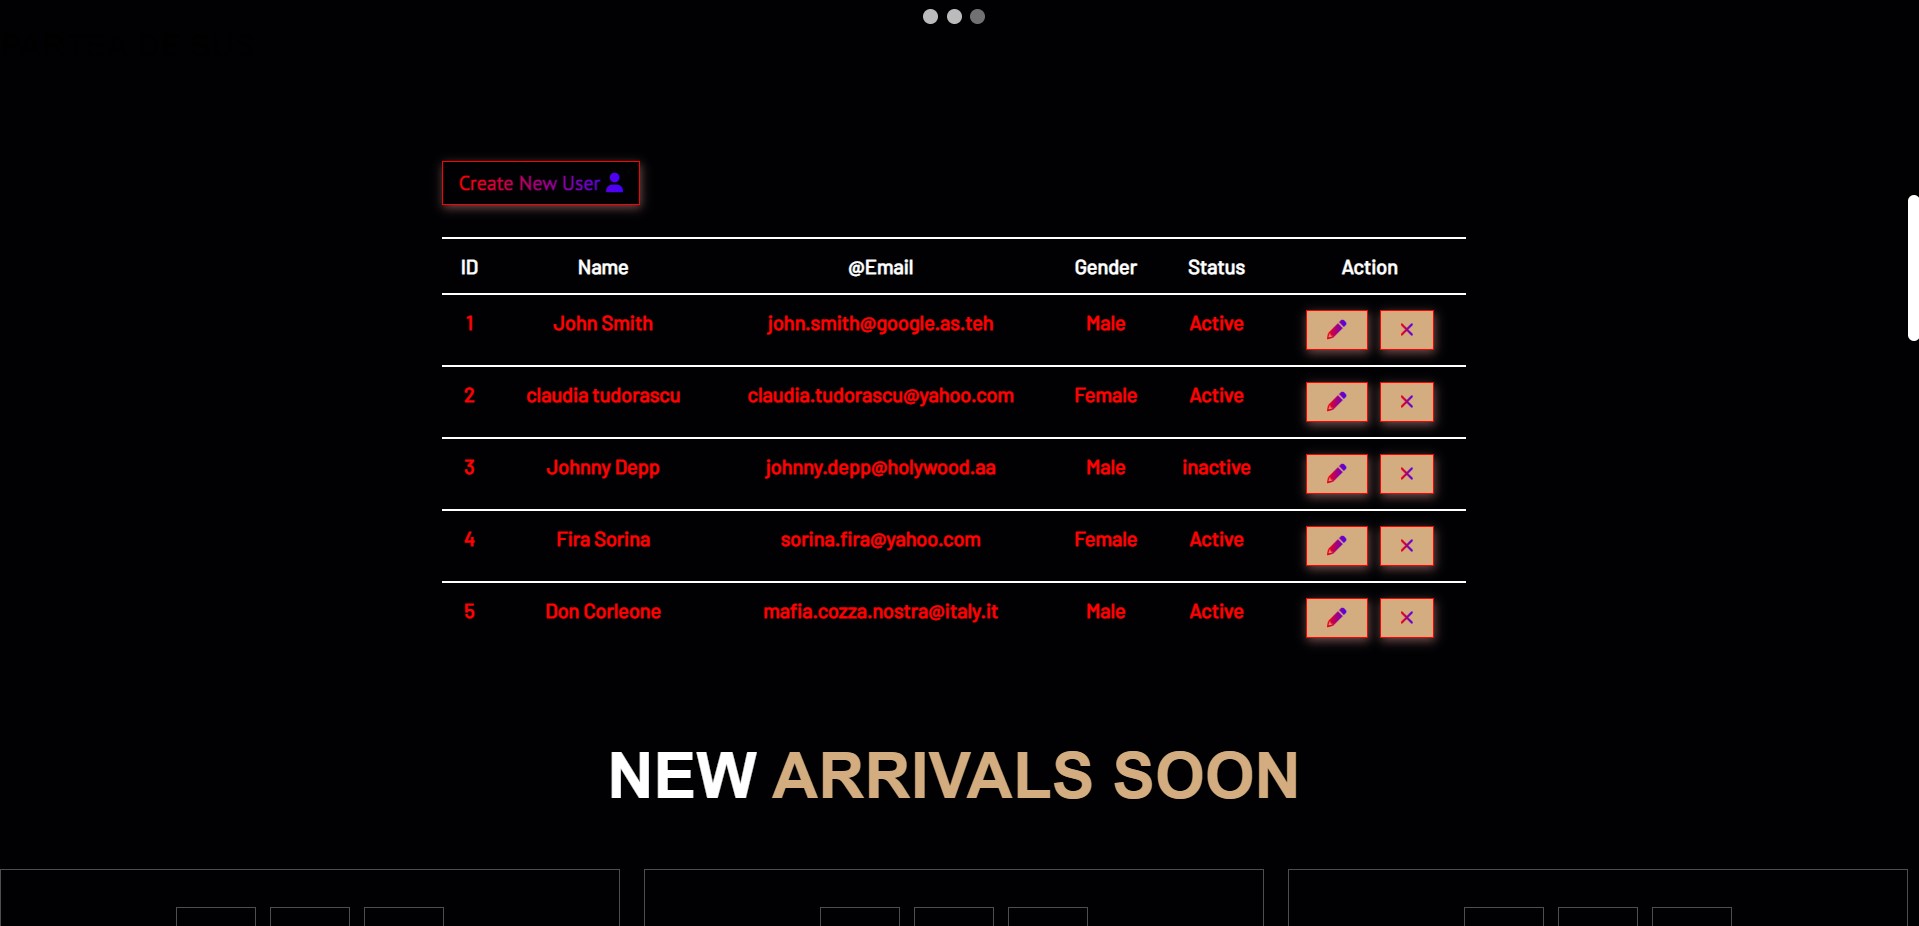 Create New User
ID Name @Email Gender Status Action
1 John Smith john.smith@google.as.teh Male Active
2 claudia tudorascu claudia.tudorascu@yahoo.com Female Active
3 Johnny Depp johnny.depp@holywood.aa Male inactive
4 Fira Sorina sorina.fira@yahoo.com Female Active
5 Don Corleone mafia.cozza.nostra@italy.it Male Active
NEW ARRIVALS SOON